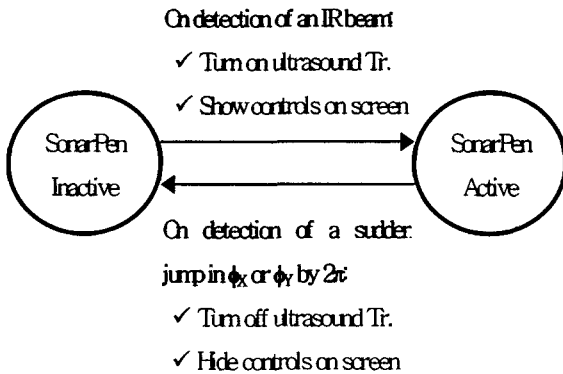 On detection of an IR beam:
✓ Turn on ultrasound Tr.
✓ Show controls on screen
SonarPen
Inactive
SonarPen
Active
On detection of a sudden
jump in ϕX or ϕY by 2π:
✓ Turn off ultrasound Tr.
✓ Hide controls on screen